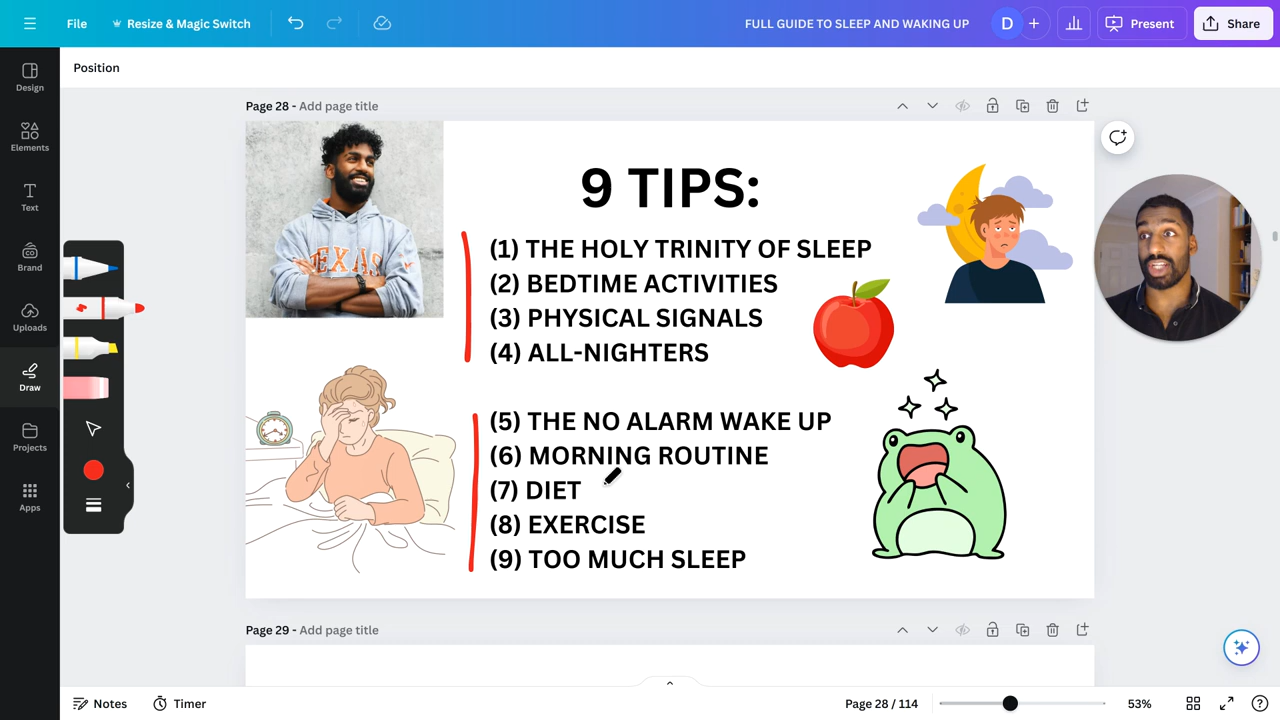 File
Resize & Magic Switch
FULL GUIDE TO SLEEP AND WAKING UP
D
Present
Share
Position
Design
Elements
Text
Brand
Uploads
Draw
Projects
Apps
Page 28 - Add page title
TEXAS
9 TIPS:
(1) THE HOLY TRINITY OF SLEEP
(2) BEDTIME ACTIVITIES
(3) PHYSICAL SIGNALS
(4) ALL-NIGHTERS
(5) THE NO ALARM WAKE UP
(6) MORNING ROUTINE
(7) DIET
(8) EXERCISE
(9) TOO MUCH SLEEP
Page 29 - Add page title
Notes
Timer
Page 28 / 114
53%